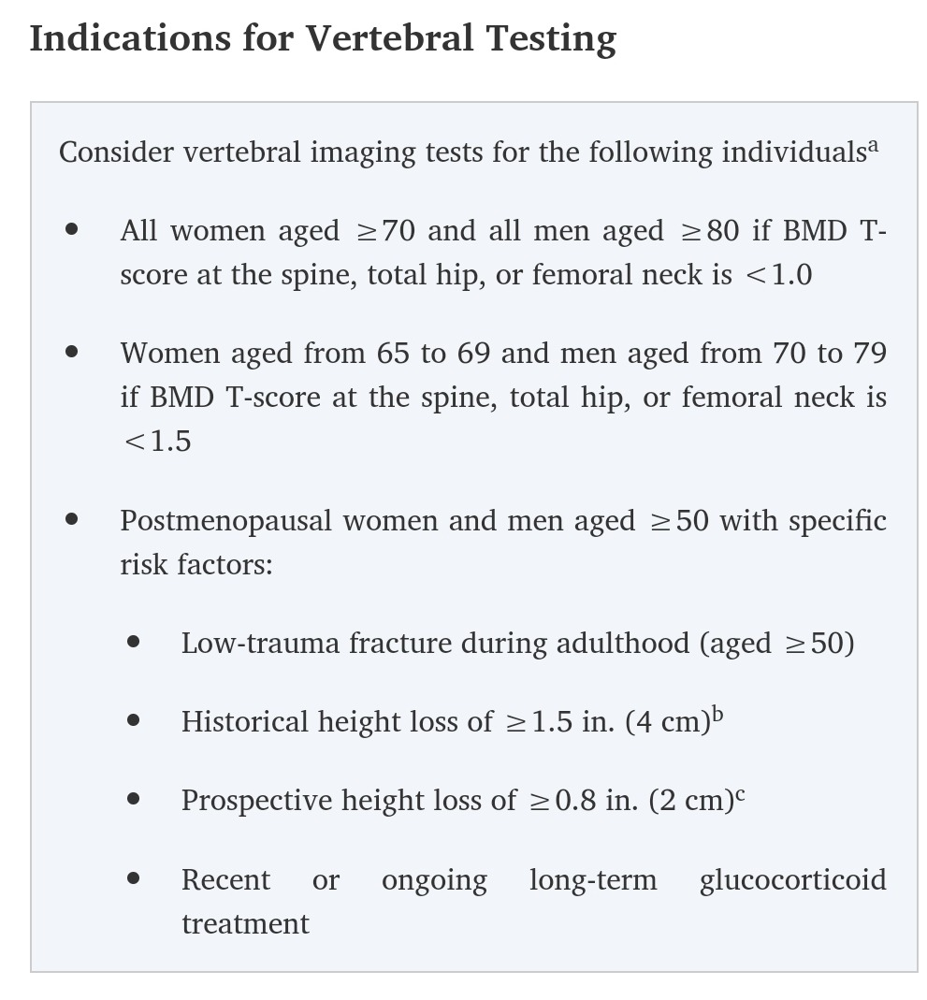 Indications for Vertebral Testing
Consider vertebral imaging tests for the following individualsᵃ
• All women aged ≥70 and all men aged ≥80 if BMD T-
score at the spine, total hip, or femoral neck is <1.0
• Women aged from 65 to 69 and men aged from 70 to 79
if BMD T-score at the spine, total hip, or femoral neck is
<1.5
• Postmenopausal women and men aged ≥50 with specific
risk factors:
• Low-trauma fracture during adulthood (aged ≥50)
• Historical height loss of ≥1.5 in. (4 cm)ᵇ
• Prospective height loss of ≥0.8 in. (2 cm)ᶜ
• Recent or ongoing long-term glucocorticoid
treatment